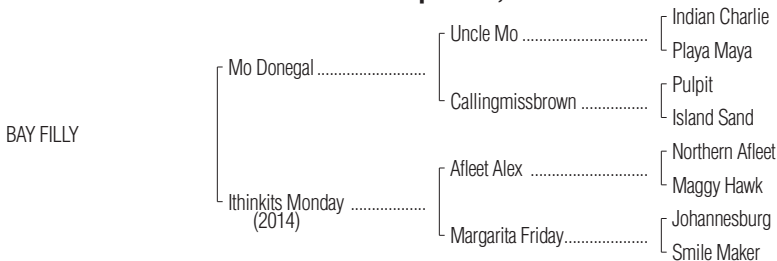 Indian Charlie
Uncle Mo ..........................
Playa Maya
Mo Donegal ..........................
Pulpit
Callingmissbrown ................
Island Sand
BAY FILLY
Northern Afleet
Afleet Alex ..........................
Maggy Hawk
Ithinkits Monday ..................
(2014)
Johannesburg
Margarita Friday....................
Smile Maker